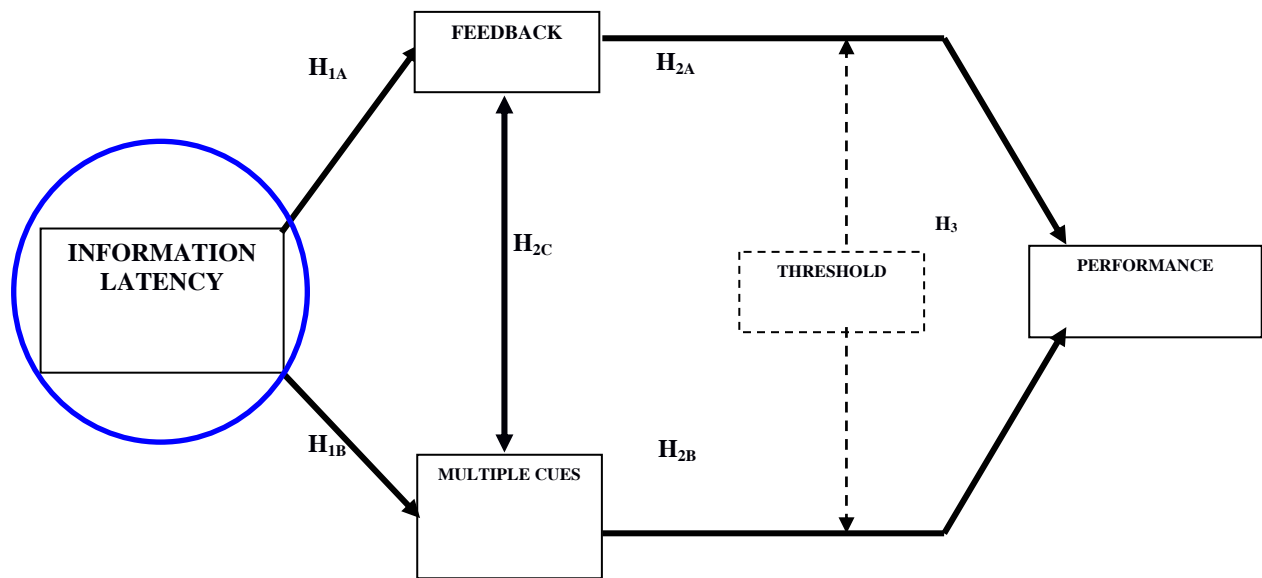 FEEDBACK
H1A
H2A
INFORMATION
LATENCY
H2C
H3
THRESHOLD
PERFORMANCE
H1B
MULTIPLE CUES
H2B